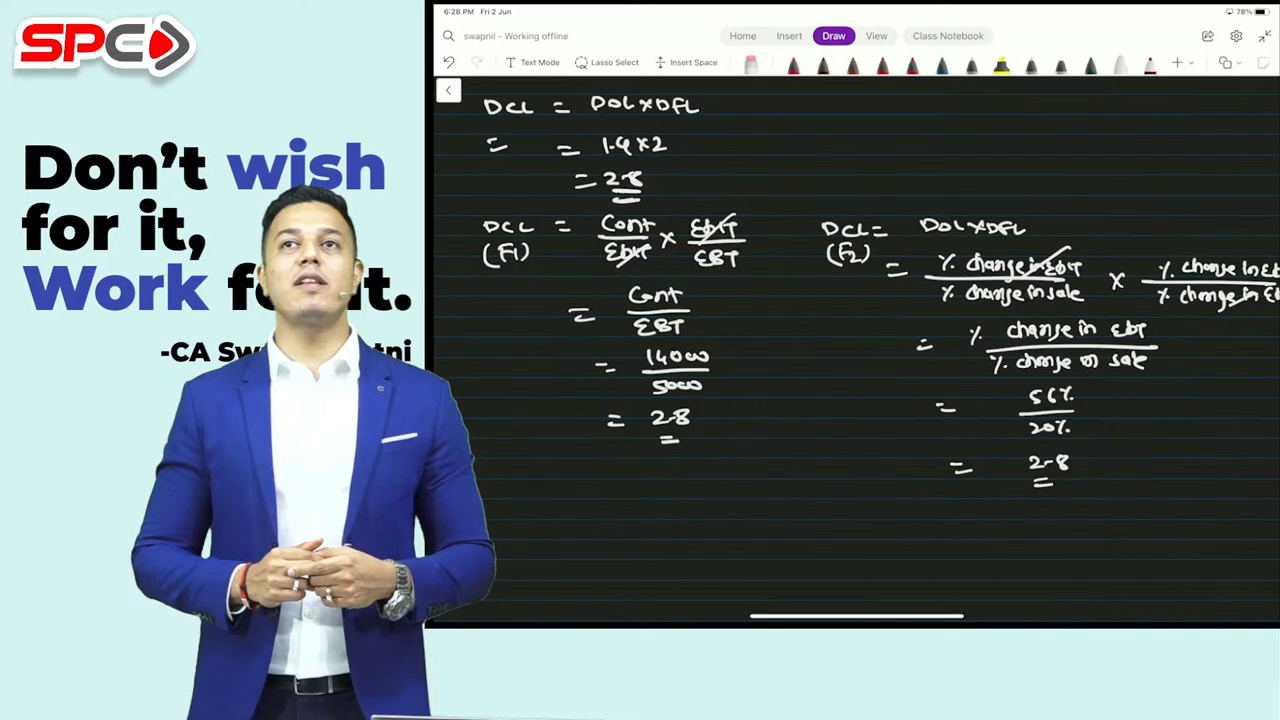 SPC
Don't wish
for it,
Work for it.
-CA Sw tni
6:28 PM Fri 2 Jun
78%
swapnil - Working offline
Home Insert Draw View Class Notebook
Text Mode Lasso Select Insert Space
DCL = DOL×DFL
= = 1.4×2
= 2.8
DCL = Cont / Ebit × Ebit / EBT
(F1)
= Cont / EBT
= 14000 / 5000
= 2.8
DCL = DOL×DFL
(F2)
= % change in Ebit / % change in sale × % change in Eb / % change in Eb
= % change in Ebt / % change in sale
= 56% / 20%
= 2.8